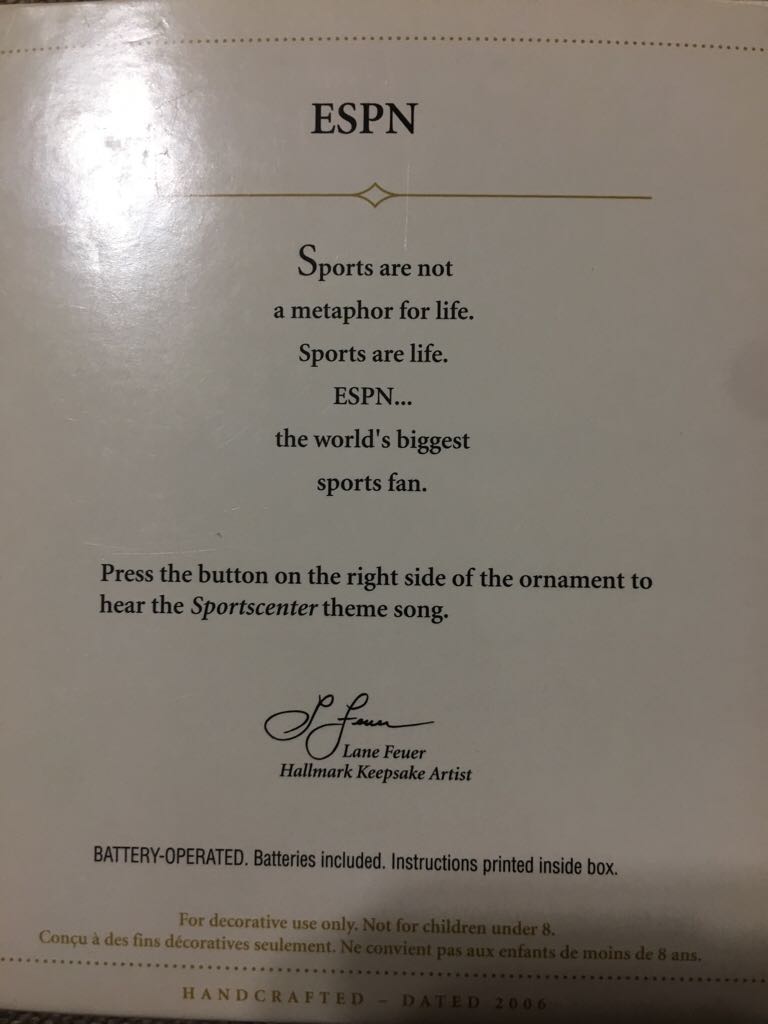 ESPN
Sports are not
a metaphor for life.
Sports are life.
ESPN...
the world's biggest
sports fan.
Press the button on the right side of the ornament to
hear the Sportscenter theme song.
L Feuer
Lane Feuer
Hallmark Keepsake Artist
BATTERY-OPERATED. Batteries included. Instructions printed inside box.
For decorative use only. Not for children under 8.
Conçu à des fins décoratives seulement. Ne convient pas aux enfants de moins de 8 ans.
HANDCRAFTED – DATED 2006